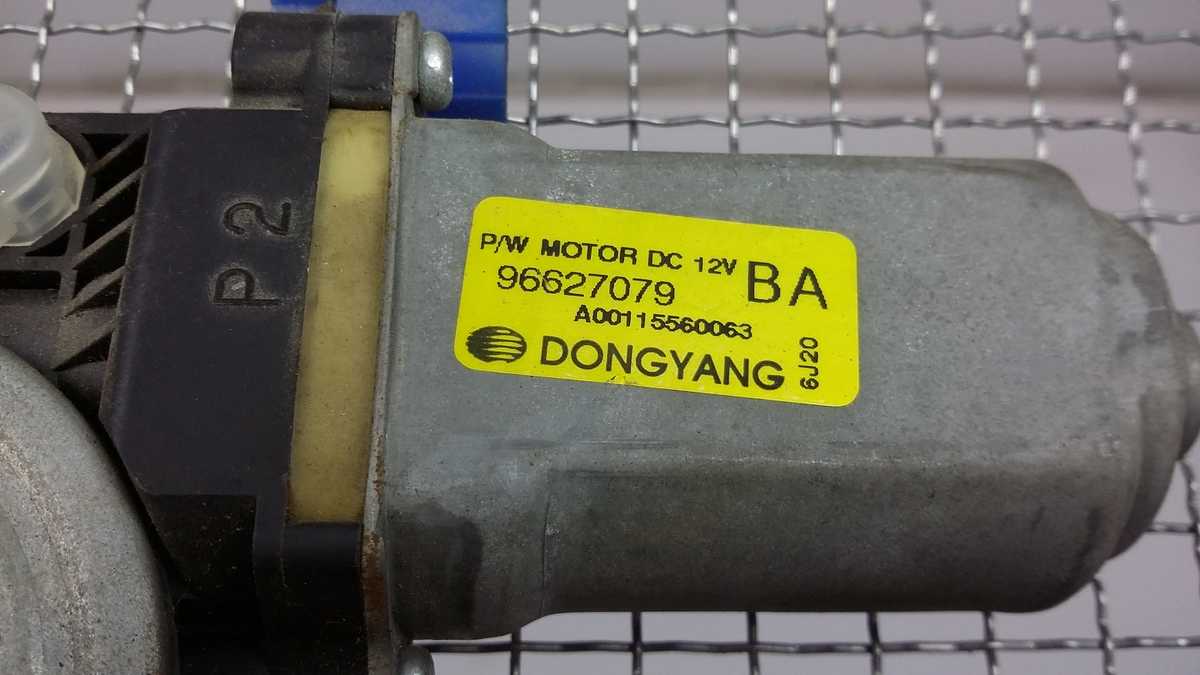 P2
P/W MOTOR DC 12V
96627079 BA
A00115560063
DONGYANG
6J20